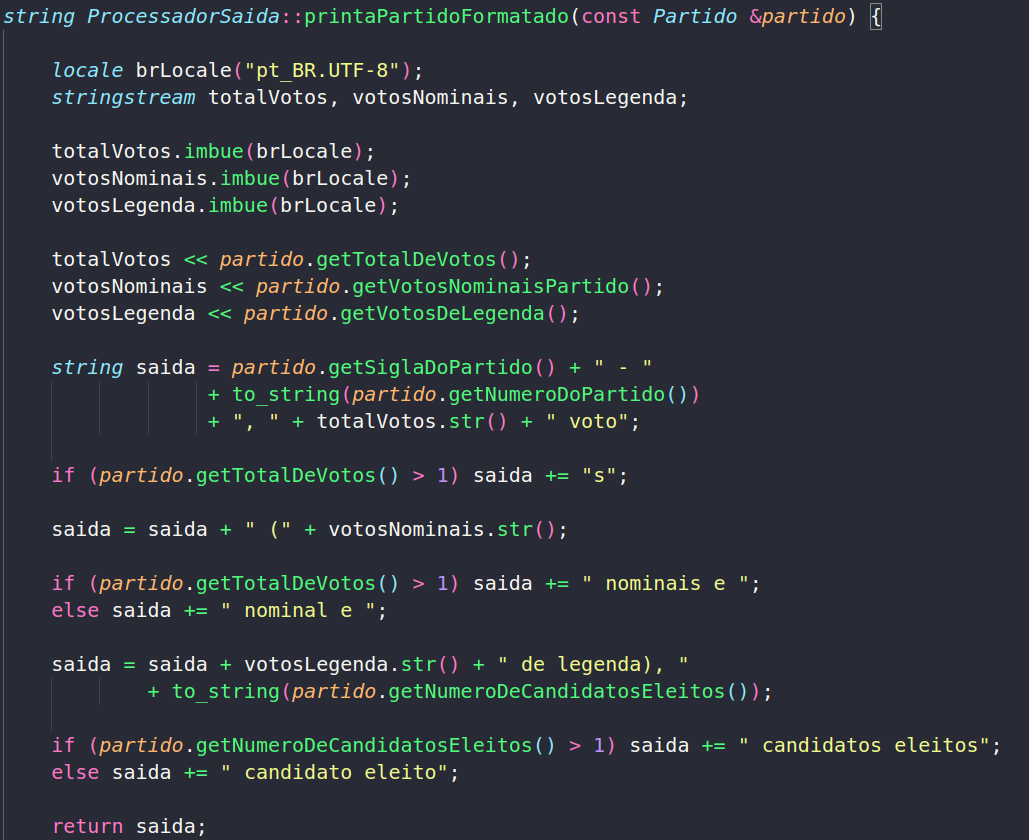 string ProcessadorSaida::printaPartidoFormatado(const Partido &partido) {
locale brLocale("pt_BR.UTF-8");
stringstream totalVotos, votosNominais, votosLegenda;
totalVotos.imbue(brLocale);
votosNominais.imbue(brLocale);
votosLegenda.imbue(brLocale);
totalVotos << partido.getTotalDeVotos();
votosNominais << partido.getVotosNominaisPartido();
votosLegenda << partido.getVotosDeLegenda();
string saida = partido.getSiglaDoPartido() + " - "
+ to_string(partido.getNumeroDoPartido())
+ ", " + totalVotos.str() + " voto";
if (partido.getTotalDeVotos() > 1) saida += "s";
saida = saida + " (" + votosNominais.str();
if (partido.getTotalDeVotos() > 1) saida += " nominais e ";
else saida += " nominal e ";
saida = saida + votosLegenda.str() + " de legenda), "
+ to_string(partido.getNumeroDeCandidatosEleitos());
if (partido.getNumeroDeCandidatosEleitos() > 1) saida += " candidatos eleitos";
else saida += " candidato eleito";
return saida;